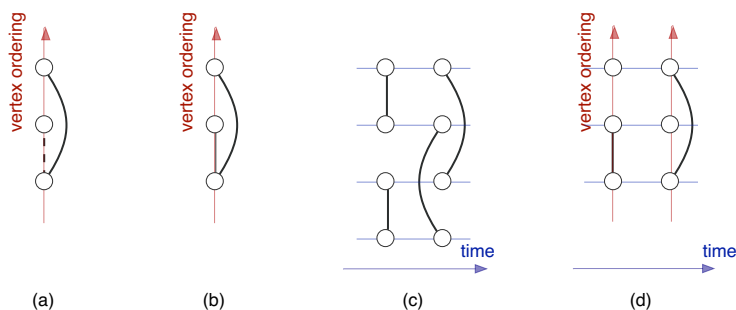 vertex ordering
vertex ordering
vertex ordering
time
time
(a)
(b)
(c)
(d)